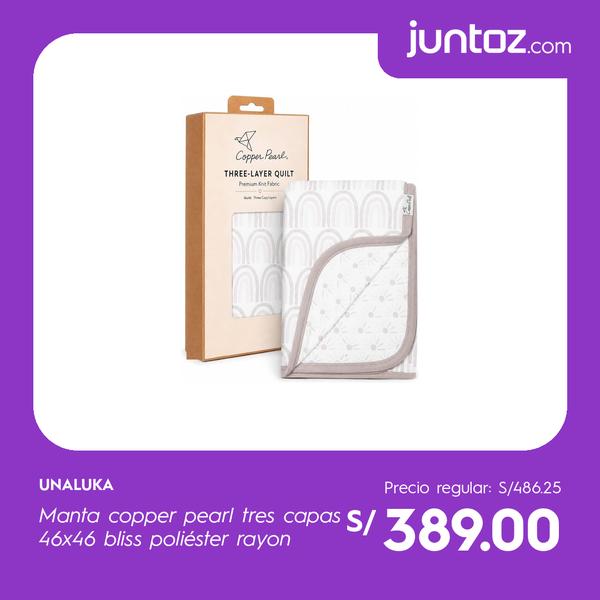 juntoz.com
Copper Pearl.
THREE-LAYER QUILT
Premium Knit Fabric
UNALUKA
Precio regular: S/486.25
Manta copper pearl tres capas
46x46 bliss poliéster rayon
S/ 389.00